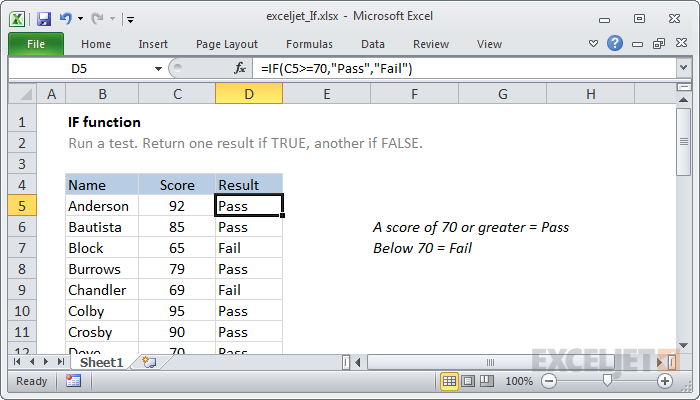 exceljet_If.xlsx - Microsoft Excel
File Home Insert Page Layout Formulas Data Review View
D5 fx =IF(C5>=70,"Pass","Fail")
A B C D E F G H
1 IF function
2 Run a test. Return one result if TRUE, another if FALSE.
3
4 Name Score Result
5 Anderson 92 Pass
6 Bautista 85 Pass A score of 70 or greater = Pass
7 Block 65 Fail Below 70 = Fail
8 Burrows 79 Pass
9 Chandler 69 Fail
10 Colby 95 Pass
11 Crosby 90 Pass
12 Dove 70 Pass
Sheet1
EXCELJET
Ready 100%